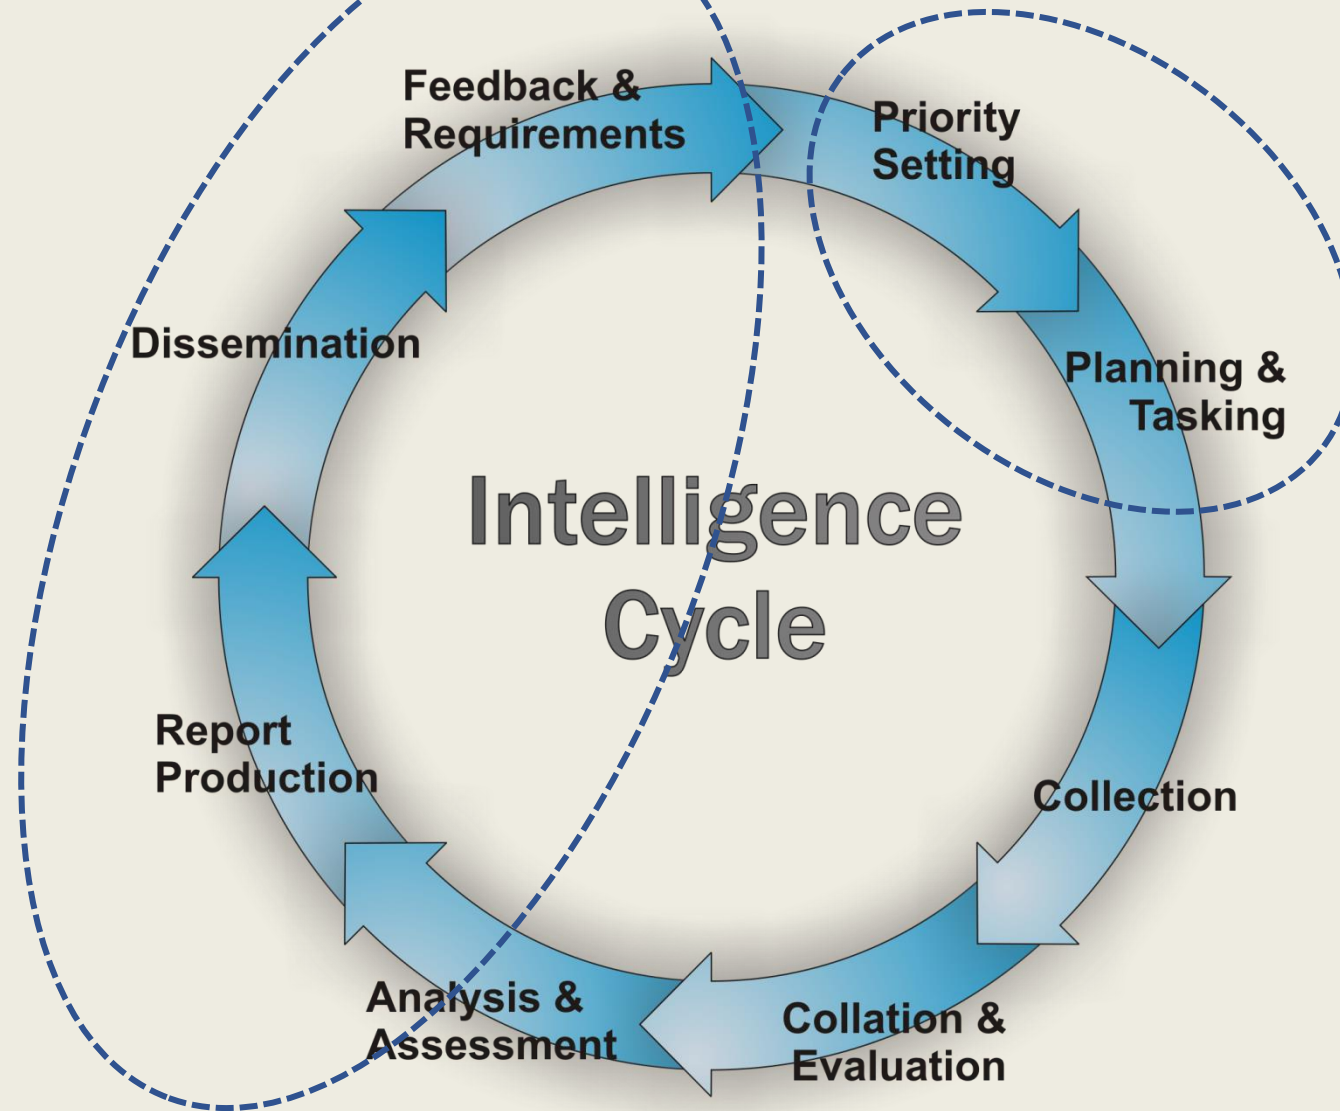 Feedback &
Requirements
Priority
Setting
Planning &
Tasking
Collection
Collation &
Evaluation
Analysis &
Assessment
Report
Production
Dissemination
Intelligence
Cycle